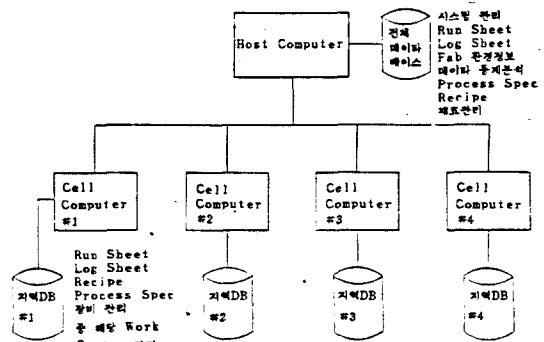 Host Computer
전체
데이타
베이스
시스템 관리
Run Sheet
Log Sheet
Fab 환경정보
데이타 통계분석
Process Spec
Recipe
재료관리
Cell
Computer
#1
Cell
Computer
#2
Cell
Computer
#3
Cell
Computer
#4
지역DB
#1
Run Sheet
Log Sheet
Recipe
Process Spec
장비 관리
중 해당 Work
지역DB
#2
지역DB
#3
지역DB
#4